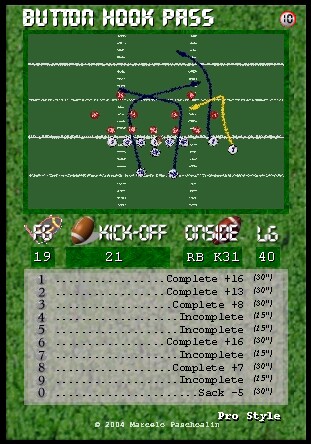 BUTTON HOOK PASS 10
FG KICK-OFF ONSIDE LG
19 21 RB K31 40
1 ....................Complete +16 (30")
2 ....................Complete +13 (30")
3 .....................Complete +8 (30")
4 ......................Incomplete (15")
5 ......................Incomplete (15")
6 ....................Complete +16 (30")
7 ......................Incomplete (15")
8 .....................Complete +7 (30")
9 ......................Incomplete (15")
0 .........................Sack -5 (30")
Pro Style
© 2004 Marcelo Paschoalin